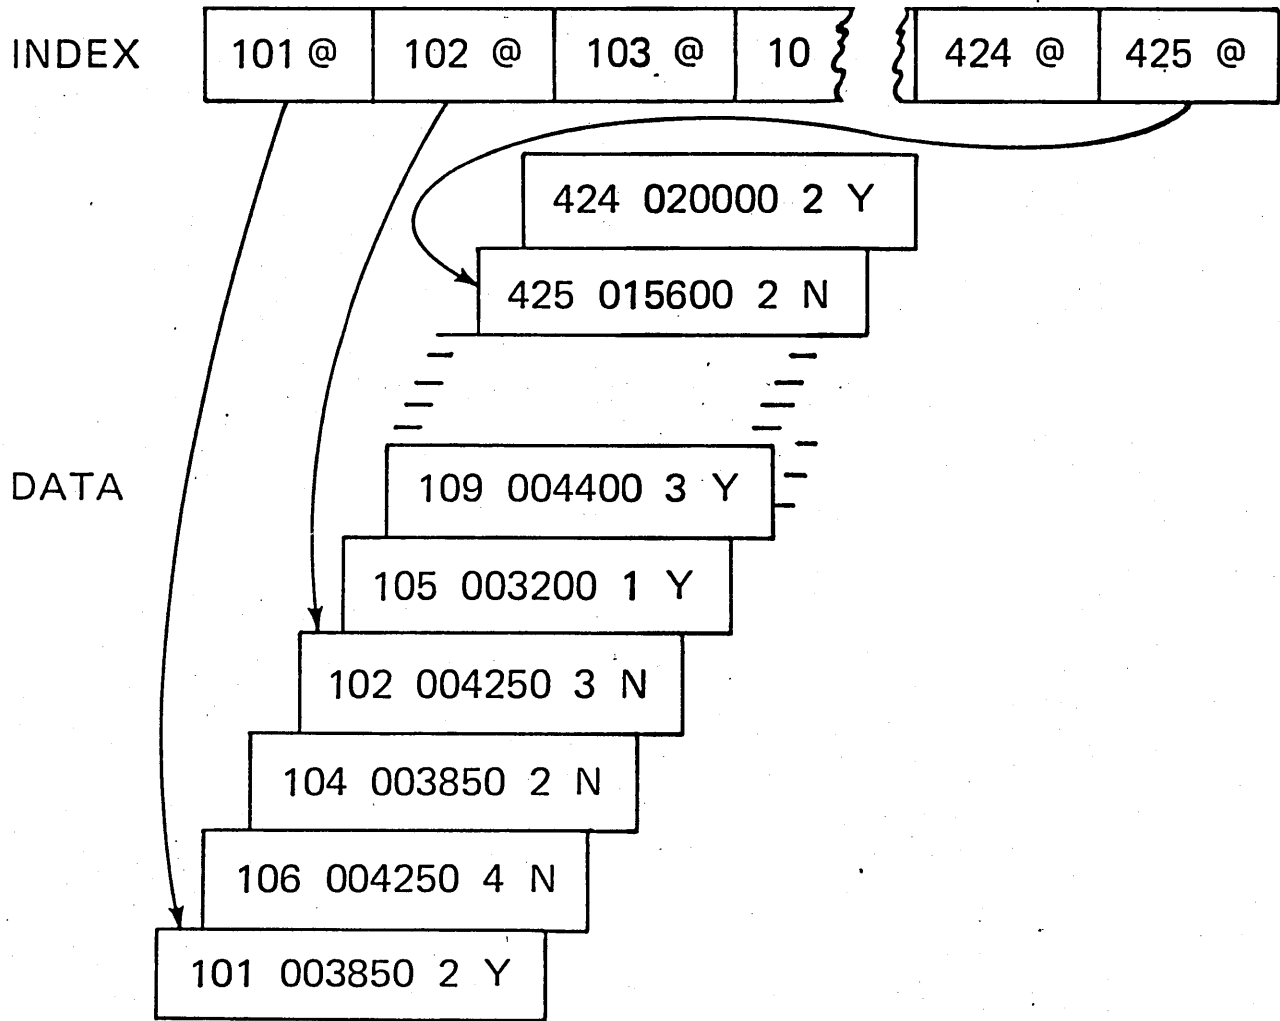 INDEX 101 @ 102 @ 103 @ 10 424 @ 425 @
424 020000 2 Y
425 015600 2 N
DATA
109 004400 3 Y
105 003200 1 Y
102 004250 3 N
104 003850 2 N
106 004250 4 N
101 003850 2 Y